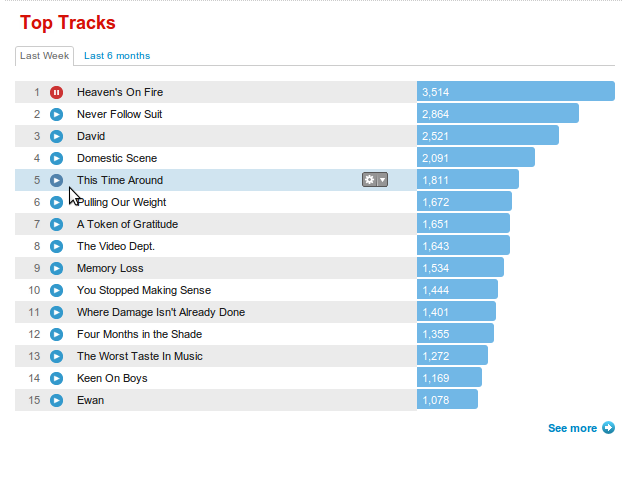 Top Tracks
Last Week Last 6 months
1 Heaven's On Fire 3,514
2 Never Follow Suit 2,864
3 David 2,521
4 Domestic Scene 2,091
5 This Time Around 1,811
6 Pulling Our Weight 1,672
7 A Token of Gratitude 1,651
8 The Video Dept. 1,643
9 Memory Loss 1,534
10 You Stopped Making Sense 1,444
11 Where Damage Isn't Already Done 1,401
12 Four Months in the Shade 1,355
13 The Worst Taste In Music 1,272
14 Keen On Boys 1,169
15 Ewan 1,078
See more